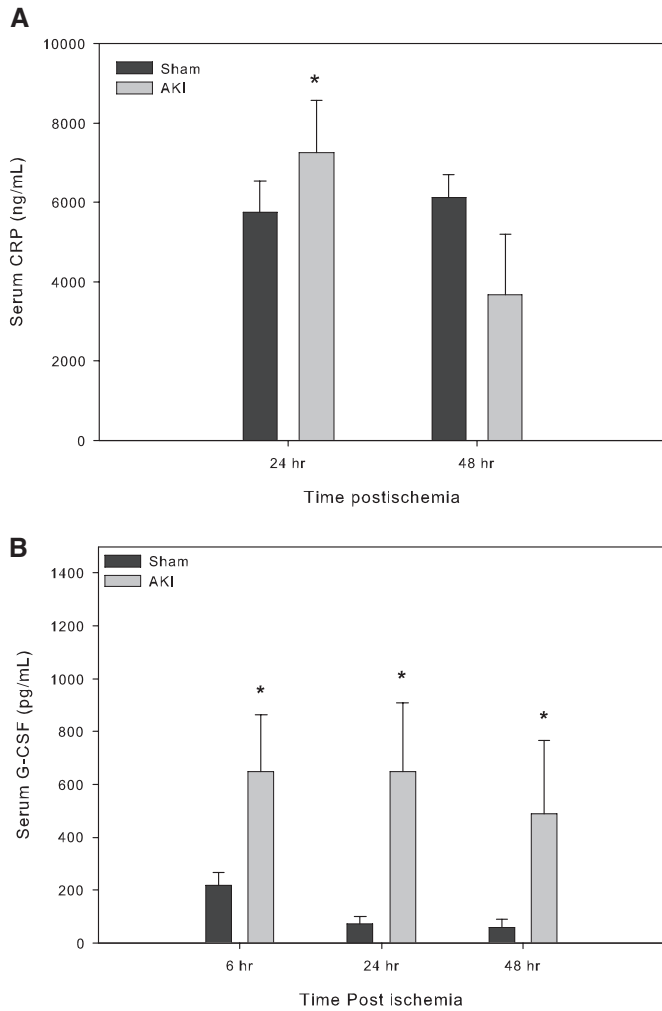 A
10000
8000
6000
4000
2000
0
Serum CRP (ng/mL)
Sham
AKI
*
24 hr
48 hr
Time postischemia
B
1400
1200
1000
800
600
400
200
0
Serum G-CSF (pg/mL)
Sham
AKI
*
*
*
6 hr
24 hr
48 hr
Time Post ischemia